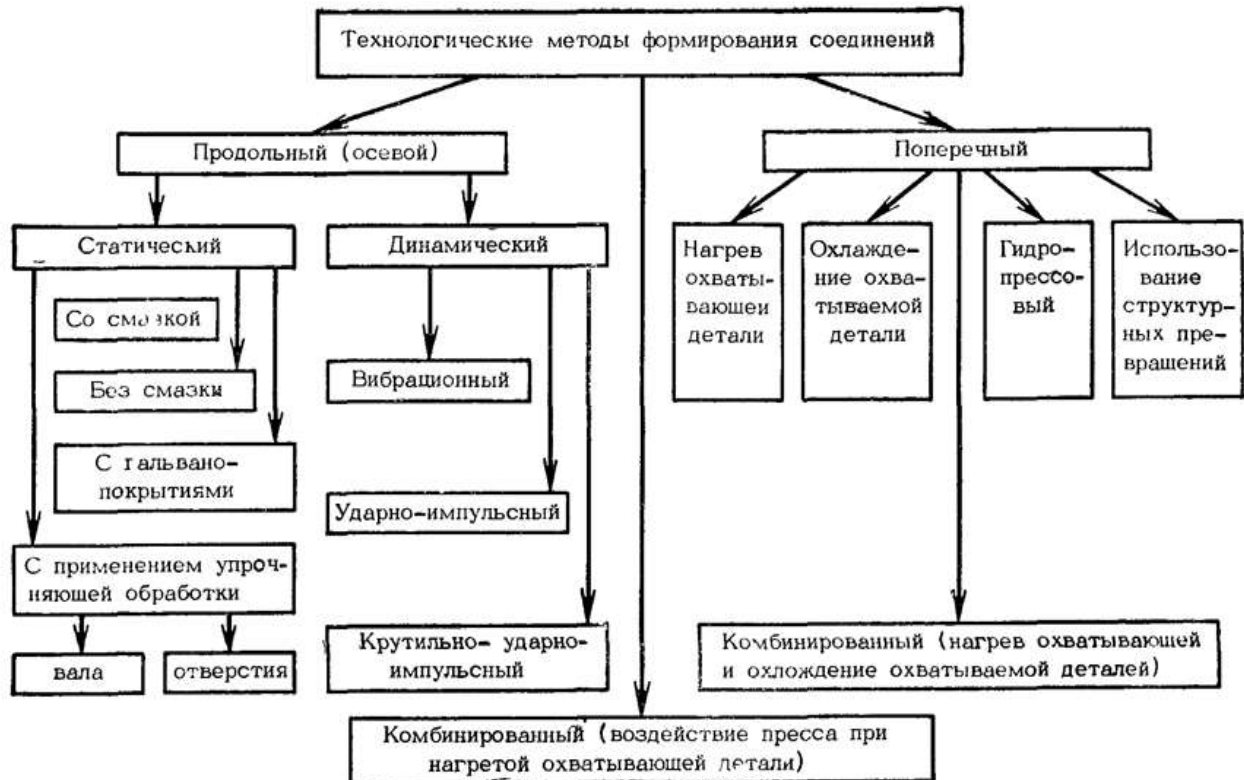 Технологические методы формирования соединений
Продольный (осевой)
Поперечный
Статический
Динамический
Нагрев
охваты-
вающей
детали
Охлажде-
ние охва-
тываемой
детали
Гидро-
прессо-
вый
Использо-
вание
структур-
ных пре-
вращений
Со смазкой
Без смазки
Вибрационный
С гальвано-
покрытиями
Ударно-импульсный
С применением упроч-
няющей обработки
вала
отверстия
Крутильно- ударно-
импульсный
Комбинированный (нагрев охватывающей
и охлождение охватываемой деталей)
Комбинированный (воздействие пресса при
нагретой охватывающей детали)